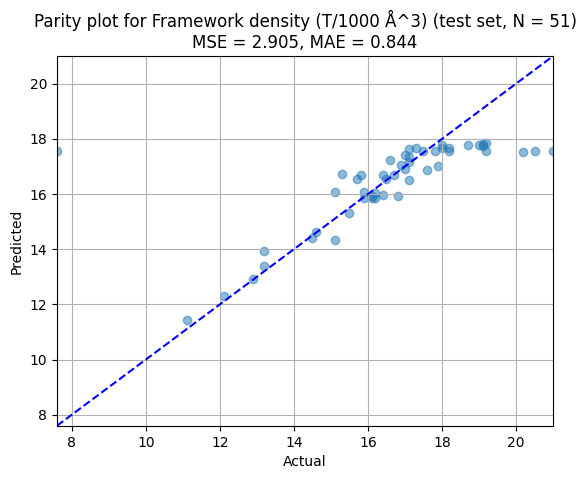 Parity plot for Framework density (T/1000 Å^3) (test set, N = 51)
MSE = 2.905, MAE = 0.844
20
18
16
14
12
10
8
Predicted
8 10 12 14 16 18 20
Actual